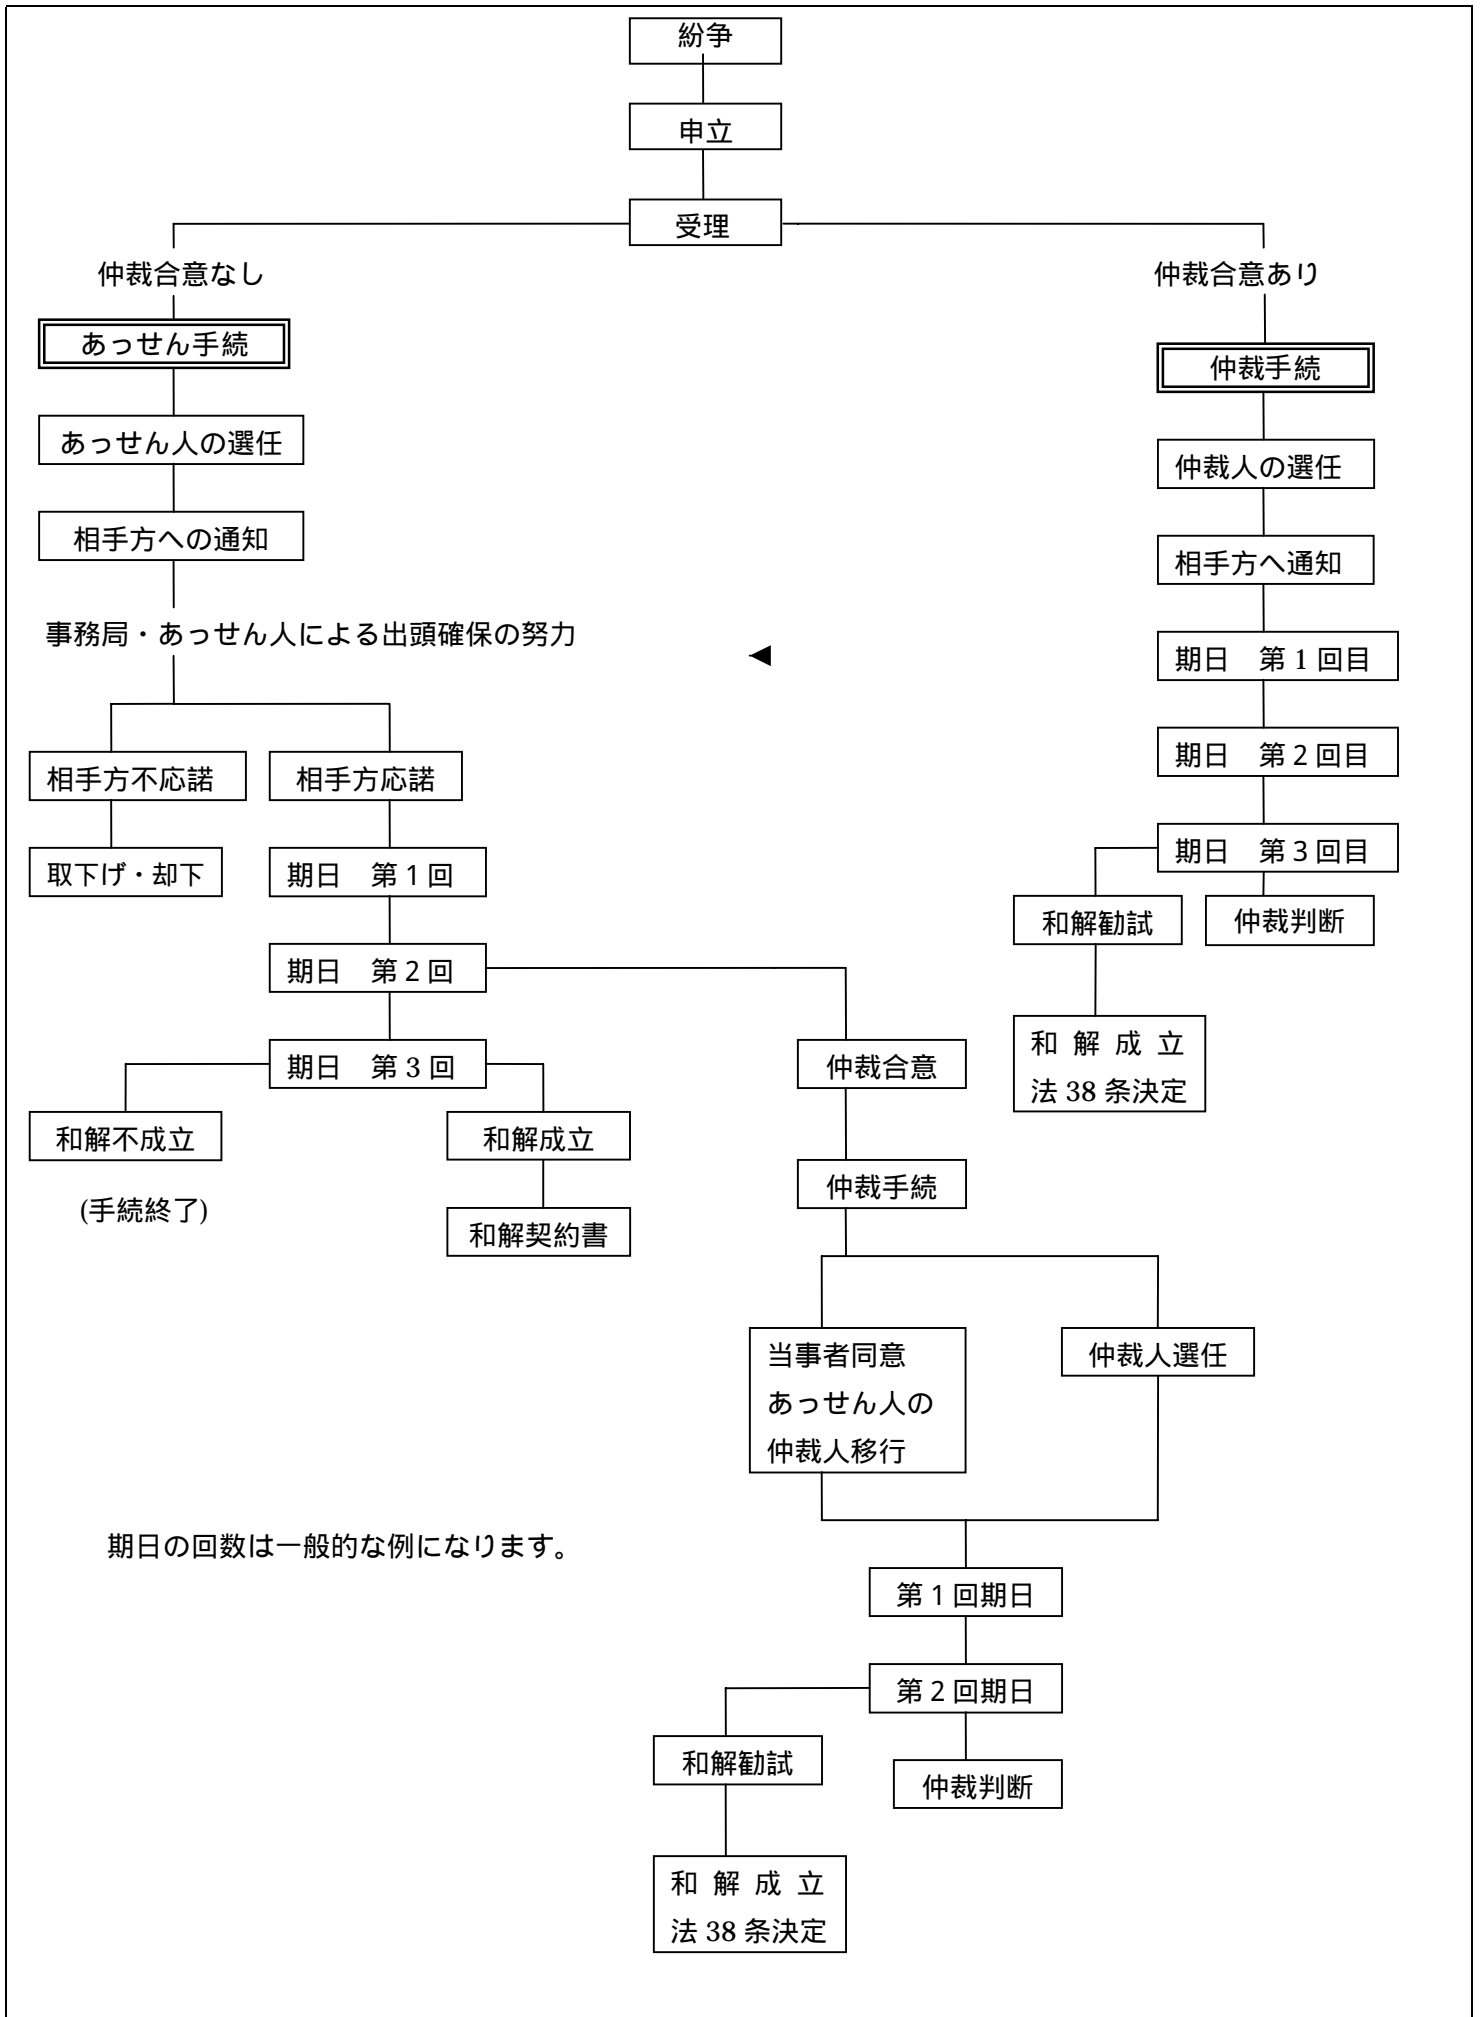 紛争
申立
受理
仲裁合意なし
仲裁合意あり
あっせん手続
仲裁手続
あっせん人の選任
仲裁人の選任
相手方への通知
相手方へ通知
事務局・あっせん人による出頭確保の努力
期日　第1回目
相手方不応諾
相手方応諾
期日　第2回目
取下げ・却下
期日　第1回
期日　第3回目
和解勧試
仲裁判断
期日　第2回
和 解 成 立
法38条決定
期日　第3回
仲裁合意
和解不成立
和解成立
仲裁手続
(手続終了)
和解契約書
当事者同意
あっせん人の
仲裁人移行
仲裁人選任
期日の回数は一般的な例になります。
第1回期日
第2回期日
和解勧試
仲裁判断
和 解 成 立
法38条決定